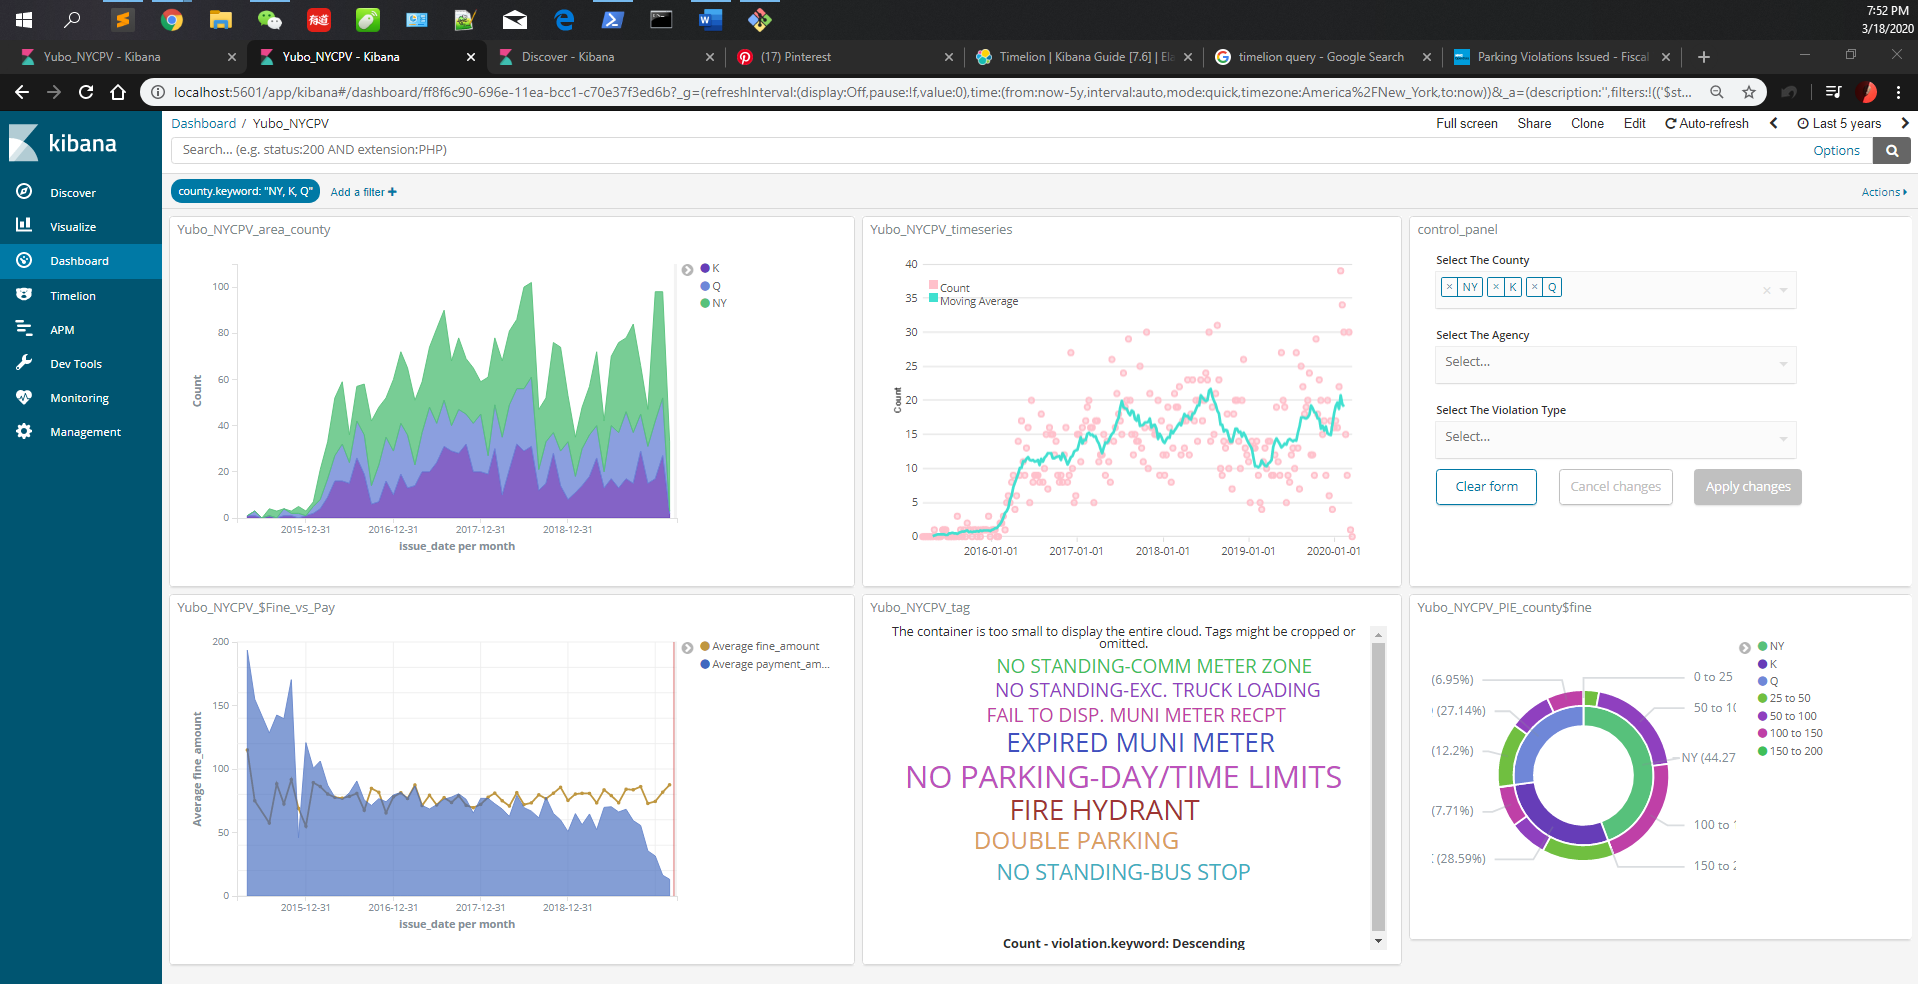 7:52 PM
3/18/2020
Yubo_NYCPV - Kibana
Yubo_NYCPV - Kibana
Discover - Kibana
(17) Pinterest
Timelion | Kibana Guide [7.6] | Ela
timelion query - Google Search
Parking Violations Issued - Fiscal
localhost:5601/app/kibana#/dashboard/ff8f6c90-696e-11ea-bcc1-c70e37f3ed6b?_g=(refreshInterval:(display:Off,pause:!f,value:0),time:(from:now-5y,interval:auto,mode:quick,timezone:America%2FNew_York,to:now))&_a=(description:'',filters:!(('$st...
kibana
Discover
Visualize
Dashboard
Timelion
APM
Dev Tools
Monitoring
Management
Dashboard / Yubo_NYCPV
Full screen Share Clone Edit Auto-refresh Last 5 years
Search... (e.g. status:200 AND extension:PHP)
Options
county.keyword: "NY, K, Q"
Add a filter +
Actions
Yubo_NYCPV_area_county
Count
100
80
60
40
20
0
2015-12-31 2016-12-31 2017-12-31 2018-12-31
issue_date per month
K
Q
NY
Yubo_NYCPV_timeseries
Count
Moving Average
Count
40
35
30
25
20
15
10
5
0
2016-01-01 2017-01-01 2018-01-01 2019-01-01 2020-01-01
control_panel
Select The County
× NY × K × Q
Select The Agency
Select...
Select The Violation Type
Select...
Clear form Cancel changes Apply changes
Yubo_NYCPV_$Fine_vs_Pay
Average fine_amount
200
150
100
50
0
2015-12-31 2016-12-31 2017-12-31 2018-12-31
issue_date per month
Average fine_amount
Average payment_am...
Yubo_NYCPV_tag
The container is too small to display the entire cloud. Tags might be cropped or
omitted.
NO STANDING-COMM METER ZONE
NO STANDING-EXC. TRUCK LOADING
FAIL TO DISP. MUNI METER RECPT
EXPIRED MUNI METER
NO PARKING-DAY/TIME LIMITS
FIRE HYDRANT
DOUBLE PARKING
NO STANDING-BUS STOP
Count - violation.keyword: Descending
Yubo_NYCPV_PIE_county$fine
(6.95%)
(27.14%)
(12.2%)
(7.71%)
(28.59%)
0 to 25
50 to 10
NY (44.27
100 to
150 to 2
NY
K
Q
25 to 50
50 to 100
100 to 150
150 to 200